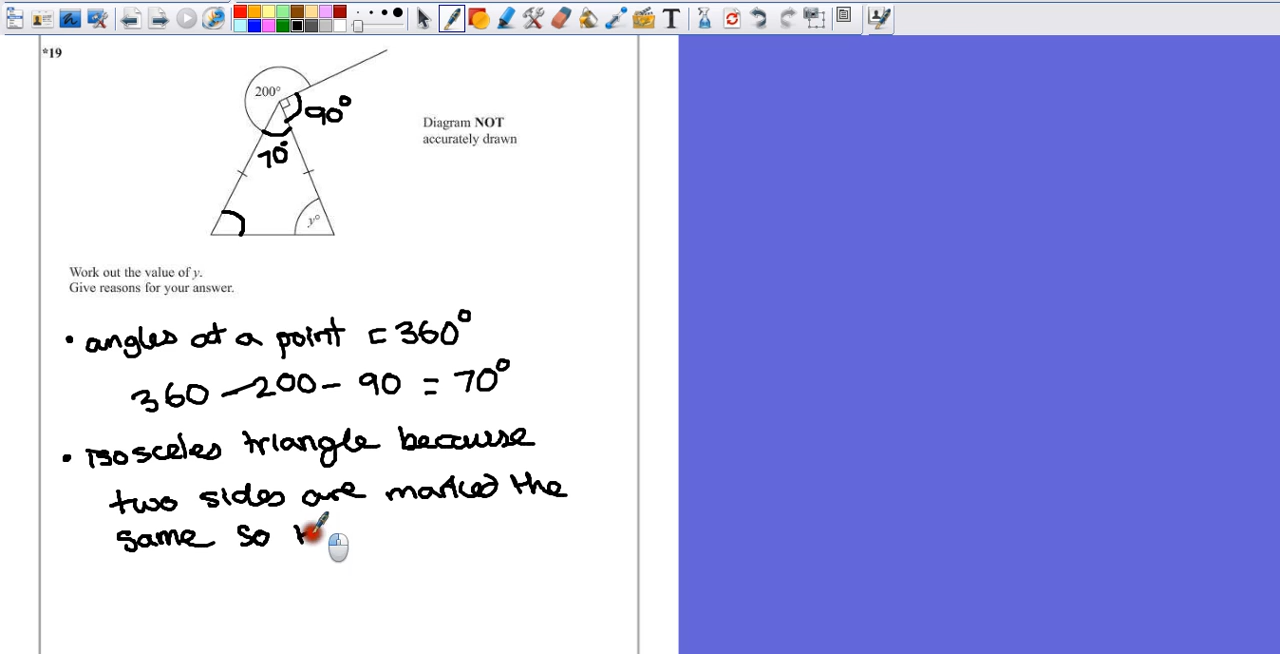 *19
200°
90°
Diagram NOT
accurately drawn
70°
y°
Work out the value of y.
Give reasons for your answer.
• angles at a point = 360°
360 - 200 - 90 = 70°
• isosceles triangle because
two sides are marked the
same so